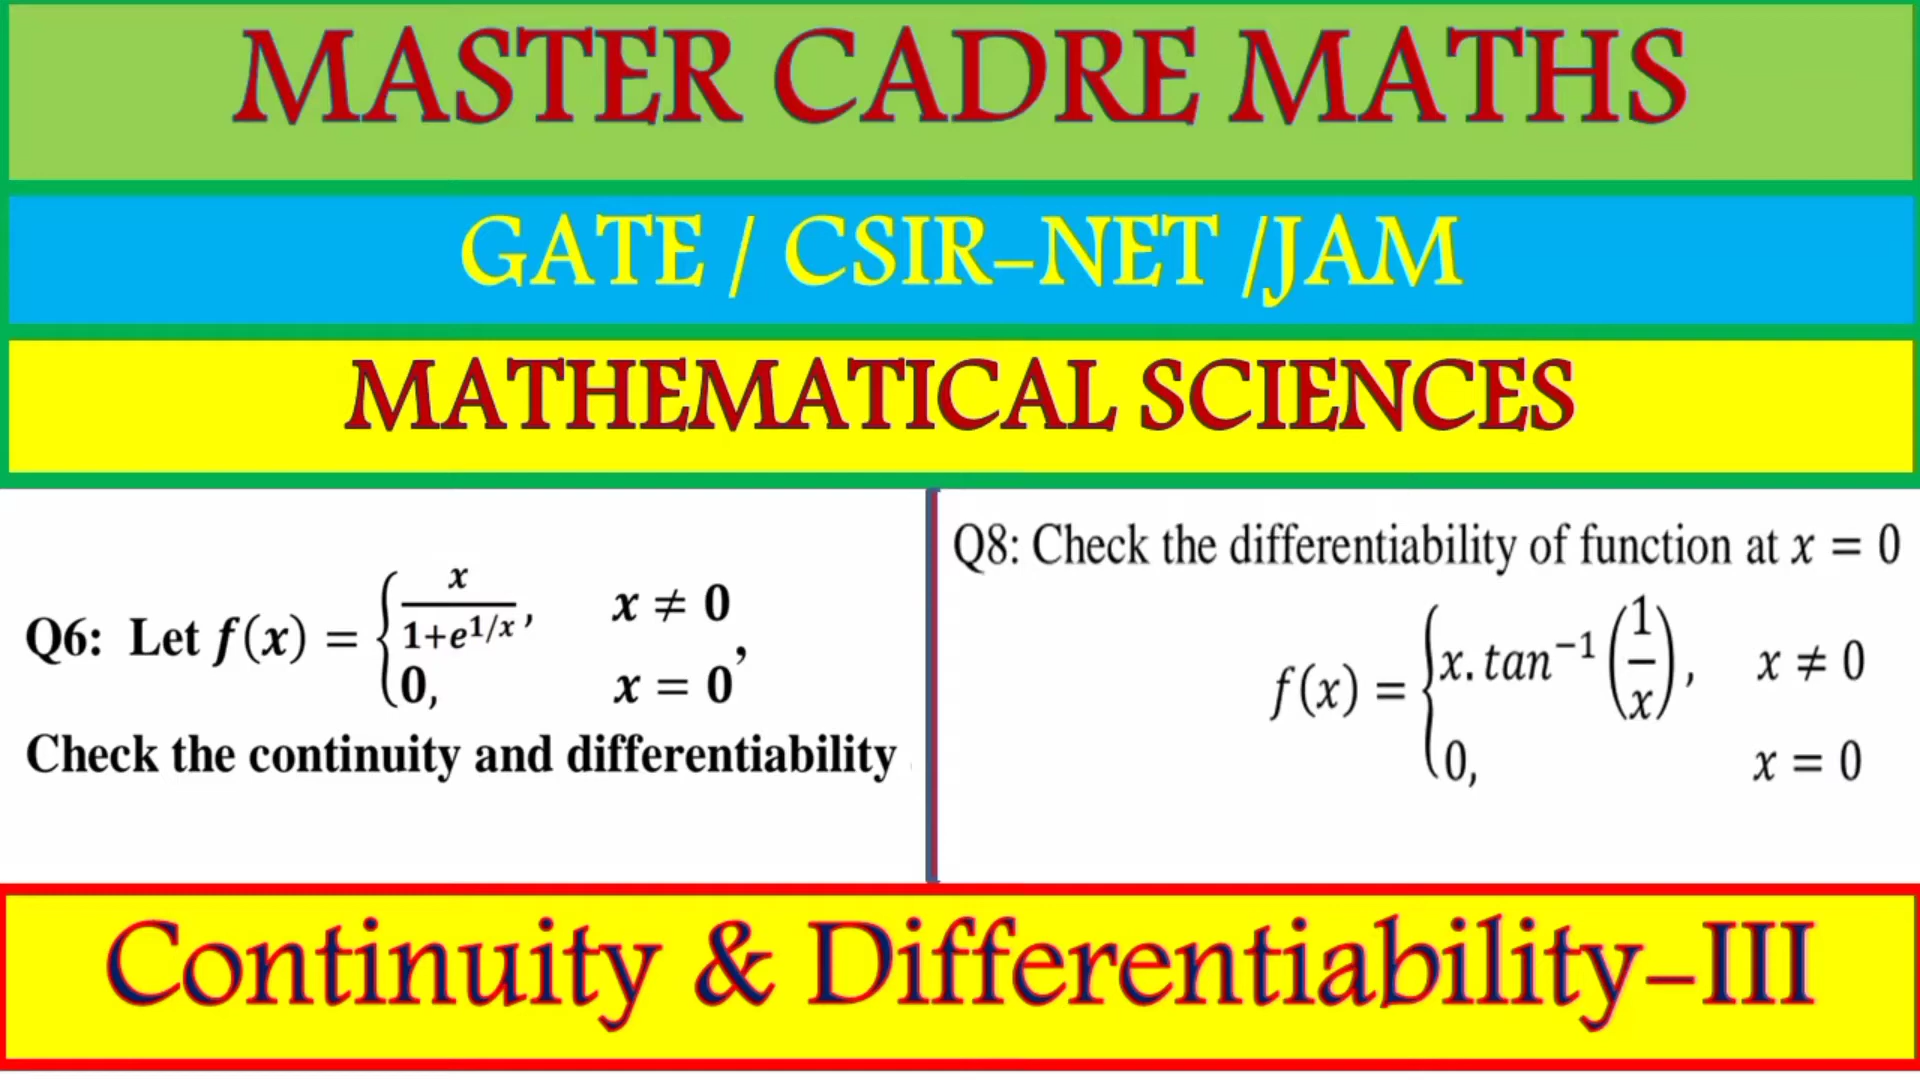 MASTER CADRE MATHS
GATE / CSIR-NET /JAM
MATHEMATICAL SCIENCES
Q6: Let f(x) = { x/(1+e^{1/x}), x ≠ 0
0, x = 0 ,
Check the continuity and differentiability
Q8: Check the differentiability of function at x = 0
f(x) = { x. tan⁻¹ (1/x), x ≠ 0
0, x = 0
Continuity & Differentiability-III